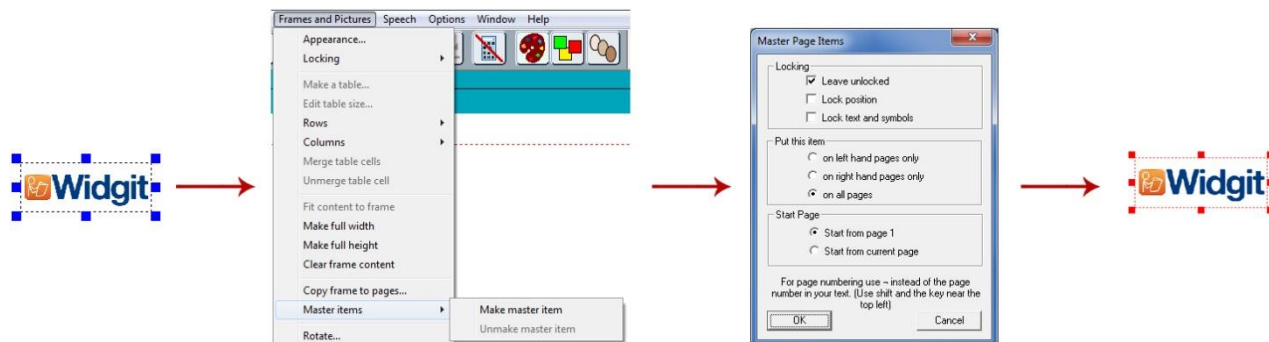 Widgit
Frames and Pictures Speech Options Window Help
Appearance...
Locking
Make a table...
Edit table size...
Rows
Columns
Merge table cells
Unmerge table cell
Fit content to frame
Make full width
Make full height
Clear frame content
Copy frame to pages...
Master items
Make master item
Unmake master item
Rotate...
Master Page Items
Locking
Leave unlocked
Lock position
Lock text and symbols
Put this item
on left hand pages only
on right hand pages only
on all pages
Start Page
Start from page 1
Start from current page
For page numbering use ¬ instead of the page
number in your text. (Use shift and the key near the
top left)
OK Cancel
Widgit